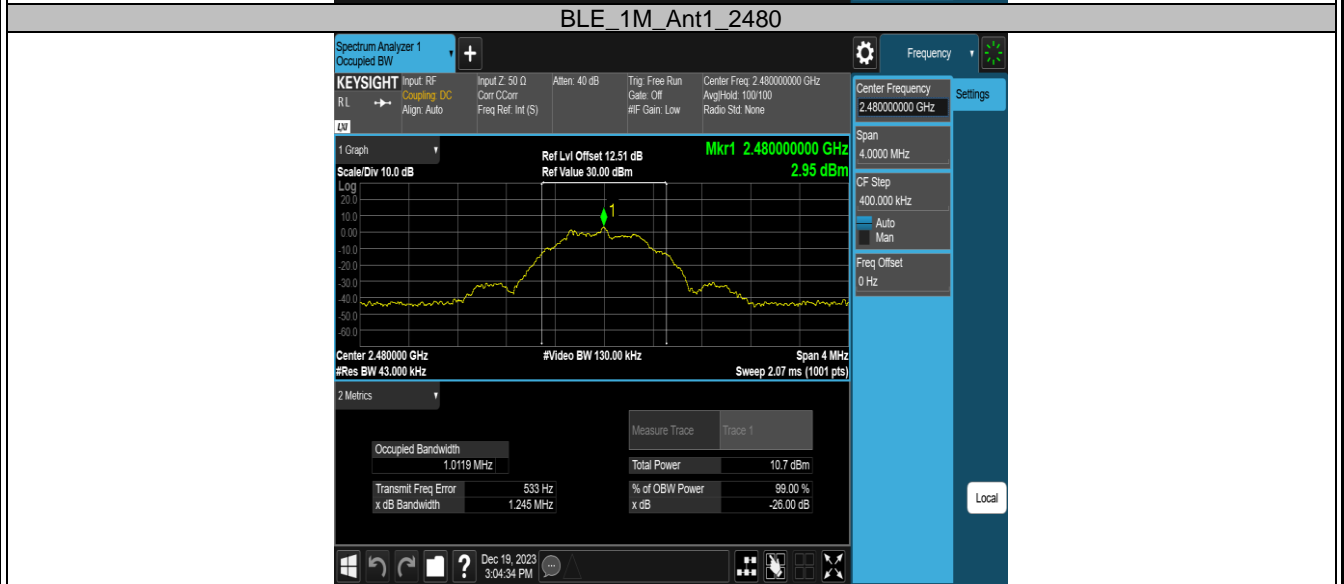 BLE_1M_Ant1_2480
Spectrum Analyzer 1
Occupied BW
Frequency
KEYSIGHT
RL
LXI
Input: RF
Coupling: DC
Align: Auto
Input Z: 50 Ω
Corr CCorr
Freq Ref: Int (S)
Atten: 40 dB
Trig: Free Run
Gate: Off
#IF Gain: Low
Center Freq: 2.480000000 GHz
Avg|Hold: 100/100
Radio Std: None
Center Frequency
2.480000000 GHz
Settings
Span
4.0000 MHz
CF Step
400.000 kHz
Auto
Man
Freq Offset
0 Hz
Local
1 Graph
Scale/Div 10.0 dB
Ref Lvl Offset 12.51 dB
Ref Value 30.00 dBm
Mkr1 2.480000000 GHz
2.95 dBm
Log
20.0
10.0
0.00
-10.0
-20.0
-30.0
-40.0
-50.0
-60.0
1
Center 2.480000 GHz
#Res BW 43.000 kHz
#Video BW 130.00 kHz
Span 4 MHz
Sweep 2.07 ms (1001 pts)
2 Metrics
Measure Trace Trace 1
Occupied Bandwidth
1.0119 MHz
Total Power 10.7 dBm
Transmit Freq Error 533 Hz
% of OBW Power 99.00 %
x dB Bandwidth 1.245 MHz
x dB -26.00 dB
Dec 19, 2023
3:04:34 PM